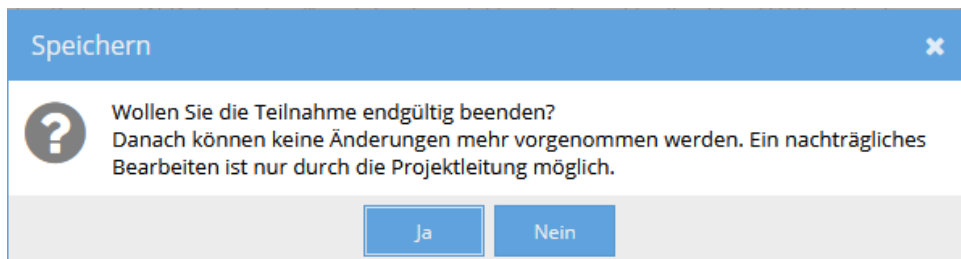 Speichern
Wollen Sie die Teilnahme endgültig beenden?
Danach können keine Änderungen mehr vorgenommen werden. Ein nachträgliches
Bearbeiten ist nur durch die Projektleitung möglich.
Ja Nein